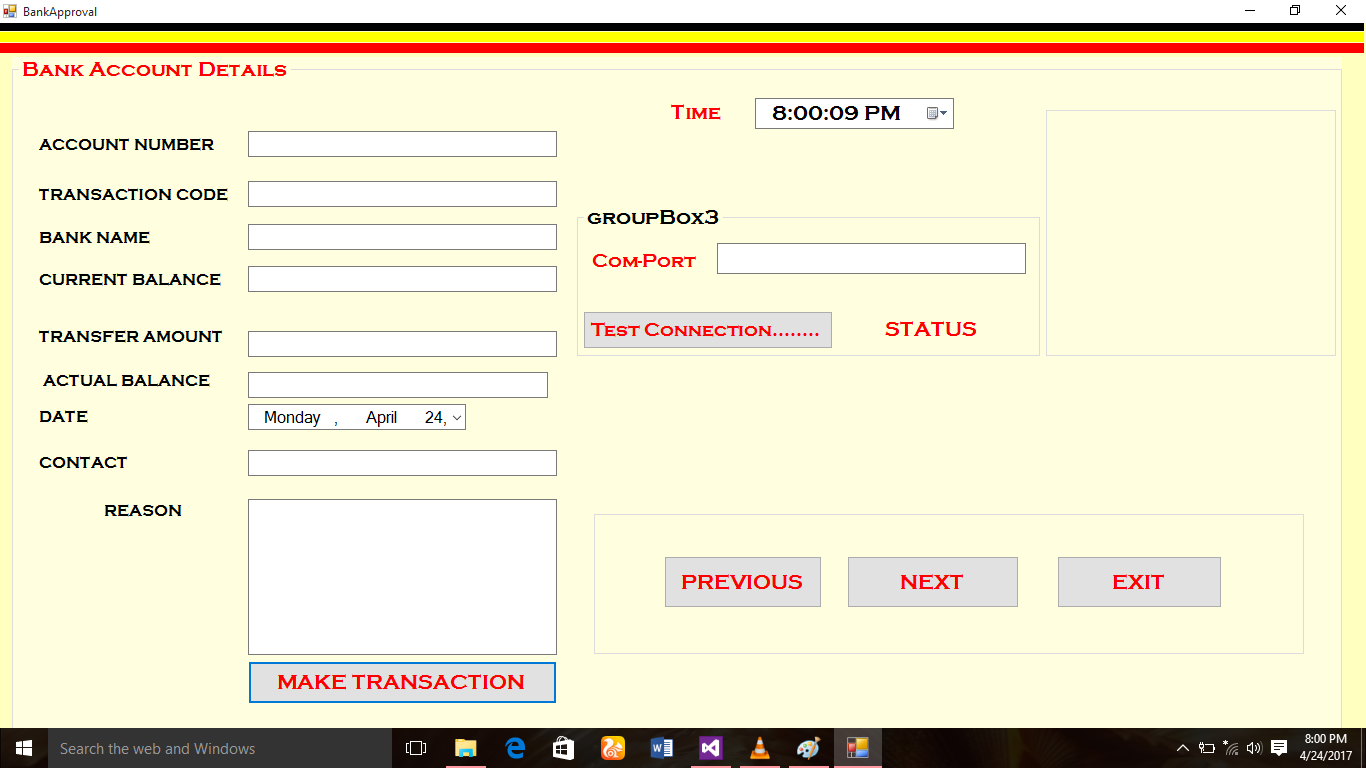 BankApproval
Bank Account Details
Time
8:00:09 PM
ACCOUNT NUMBER
TRANSACTION CODE
BANK NAME
CURRENT BALANCE
TRANSFER AMOUNT
ACTUAL BALANCE
DATE
Monday , April 24,
CONTACT
REASON
MAKE TRANSACTION
groupBox3
Com-Port
Test Connection........
STATUS
PREVIOUS
NEXT
EXIT
Search the web and Windows
8:00 PM
4/24/2017